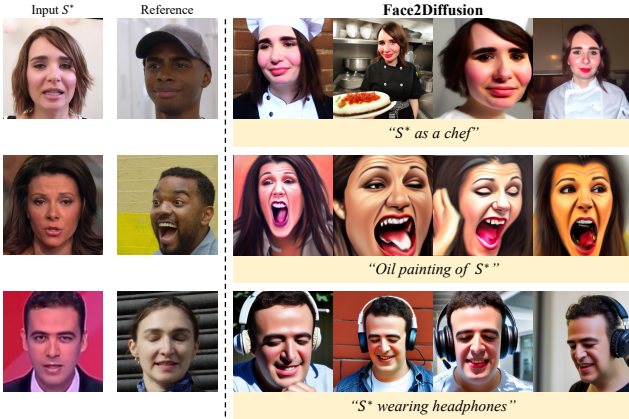 Input S*
Reference
Face2Diffusion
“S* as a chef”
“Oil painting of S*”
“S* wearing headphones”